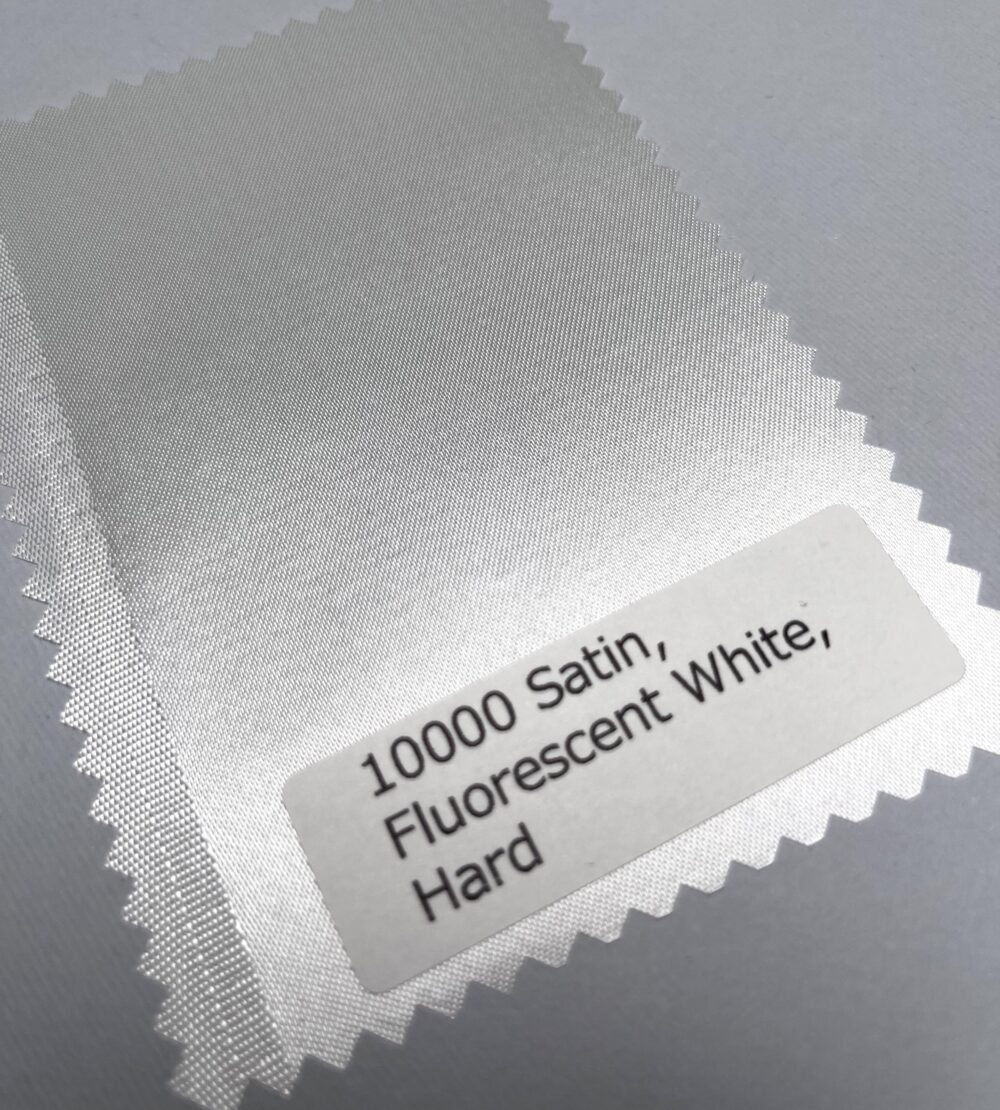 10000 Satin,
Fluorescent White,
Hard